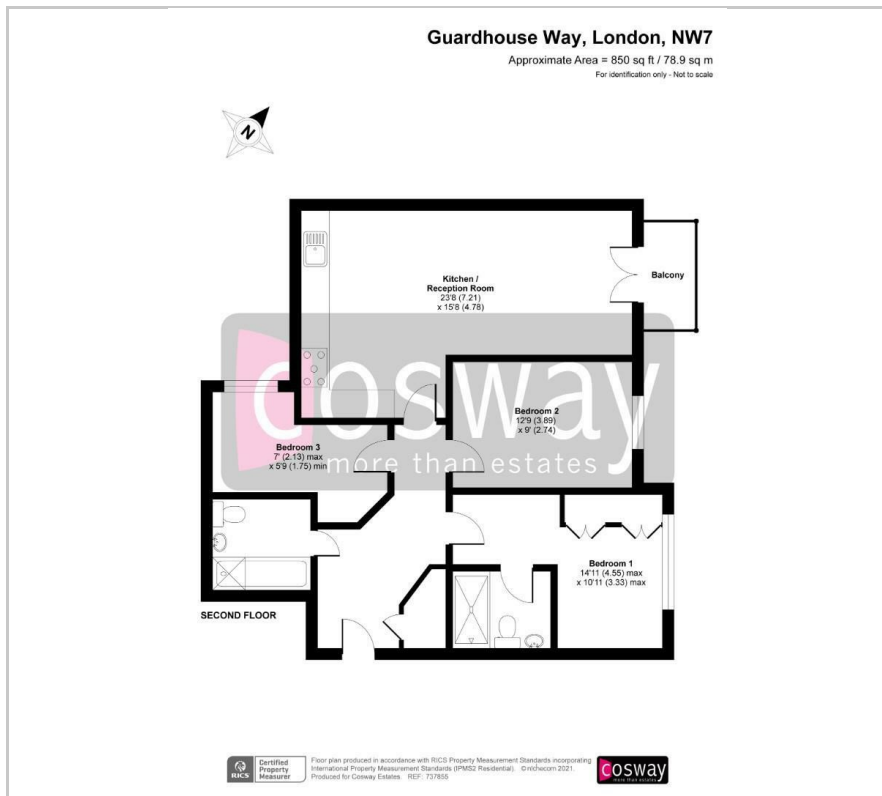 Guardhouse Way, London, NW7
Approximate Area = 850 sq ft / 78.9 sq m
For identification only - Not to scale
N
Kitchen /
Reception Room
23'8 (7.21)
x 15'8 (4.78)
Balcony
cosway
more than estates
Bedroom 2
12'9 (3.89)
x 9' (2.74)
Bedroom 3
7' (2.13) max
x 5'9 (1.75) min
Bedroom 1
14'11 (4.55) max
x 10'11 (3.33) max
SECOND FLOOR
RICS
Certified
Property
Measurer
Floor plan produced in accordance with RICS Property Measurement Standards incorporating
International Property Measurement Standards (IPMS2 Residential). © nichecom 2021.
Produced for Cosway Estates. REF: 737855
cosway
more than estates